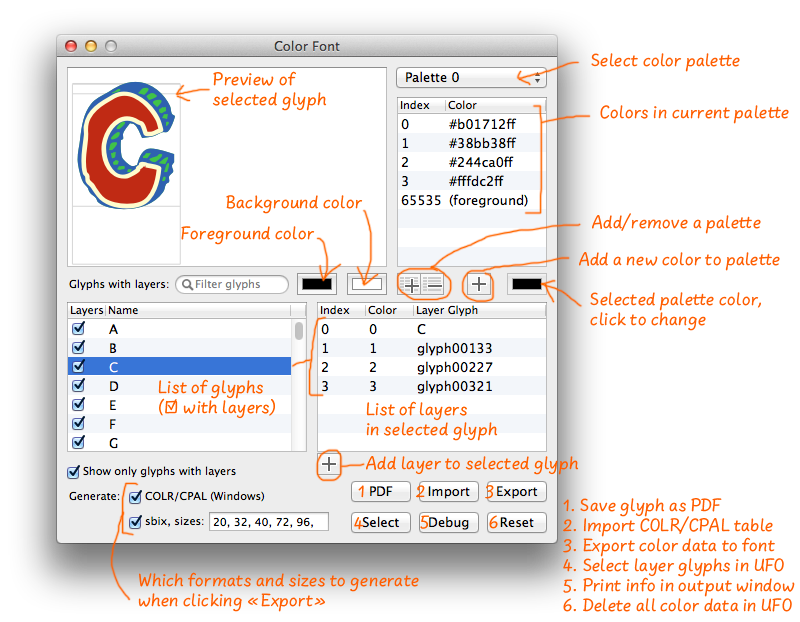 Color Font
Preview of
selected glyph
Palette 0
Select color palette
Index Color
0 #b01712ff
1 #38bb38ff
2 #244ca0ff
3 #fffdc2ff
65535 (foreground)
Colors in current palette
Background color
Foreground color
Add/remove a palette
Add a new color to palette
Selected palette color,
click to change
Glyphs with layers:
Filter glyphs
Layers Name
A
B
C
D
E
F
G
List of glyphs
(☑ with layers)
Index Color Layer Glyph
0 0 C
1 1 glyph00133
2 2 glyph00227
3 3 glyph00321
List of layers
in selected glyph
Add layer to selected glyph
Show only glyphs with layers
Generate:
COLR/CPAL (Windows)
sbix, sizes: 20, 32, 40, 72, 96,
1 PDF
2 Import
3 Export
4 Select
5 Debug
6 Reset
Which formats and sizes to generate
when clicking «Export»
1. Save glyph as PDF
2. Import COLR/CPAL table
3. Export color data to font
4. Select layer glyphs in UFO
5. Print info in output window
6. Delete all color data in UFO